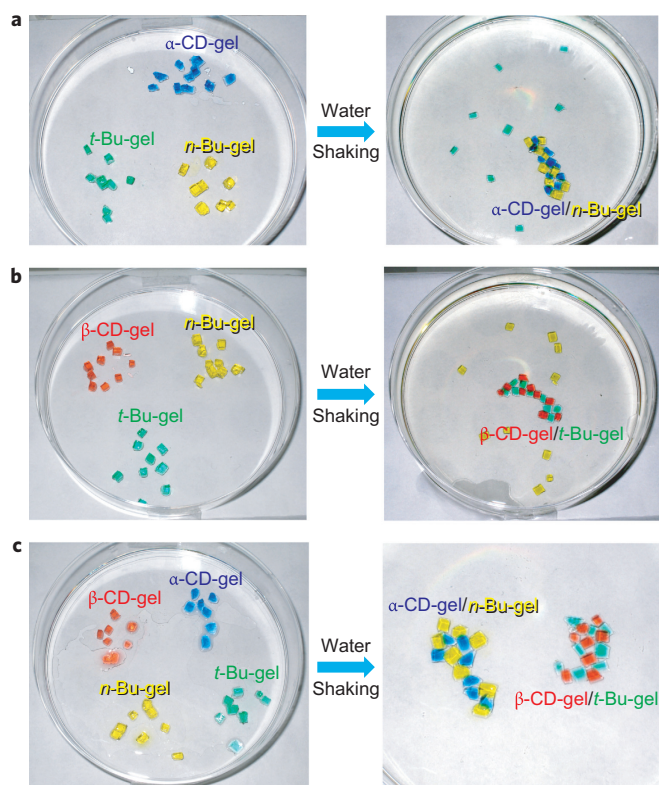 a
α-CD-gel
t-Bu-gel
n-Bu-gel
Water
Shaking
α-CD-gel/n-Bu-gel
b
β-CD-gel
n-Bu-gel
t-Bu-gel
Water
Shaking
β-CD-gel/t-Bu-gel
c
α-CD-gel
β-CD-gel
n-Bu-gel
t-Bu-gel
Water
Shaking
α-CD-gel/n-Bu-gel
β-CD-gel/t-Bu-gel